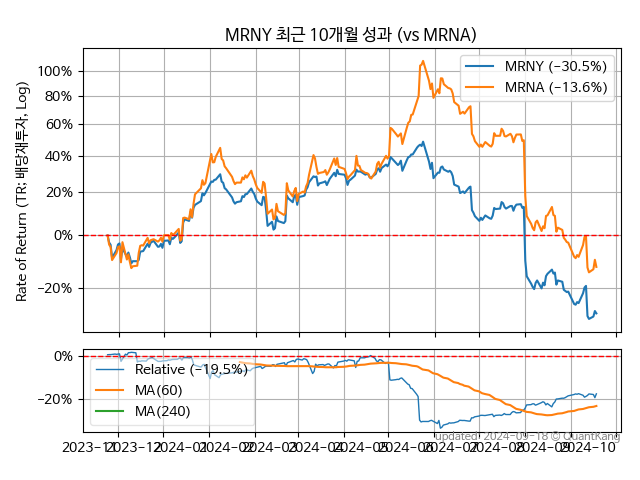 MRNY 최근 10개월 성과 (vs MRNA)
Rate of Return (TR: 배당재투자, Log)
100%
80%
60%
40%
20%
0%
−20%
MRNY (−30.5%)
MRNA (−13.6%)
0%
−20%
Relative (−19.5%)
MA(60)
MA(240)
updated: 2024-09-18 © QuantKang
2023-11 2023-12 2024-01 2024-02 2024-03 2024-04 2024-05 2024-06 2024-07 2024-08 2024-09 2024-10